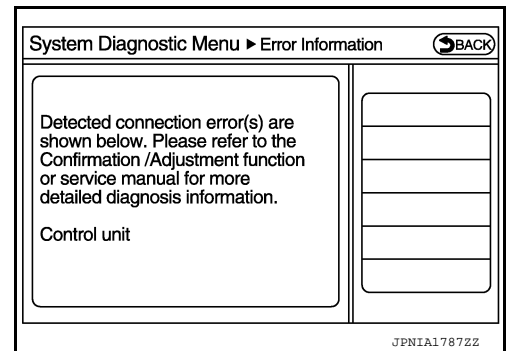 System Diagnostic Menu ▶ Error Information
BACK
Detected connection error(s) are
shown below. Please refer to the
Confirmation /Adjustment function
or service manual for more
detailed diagnosis information.
Control unit
JPNIA1787ZZ